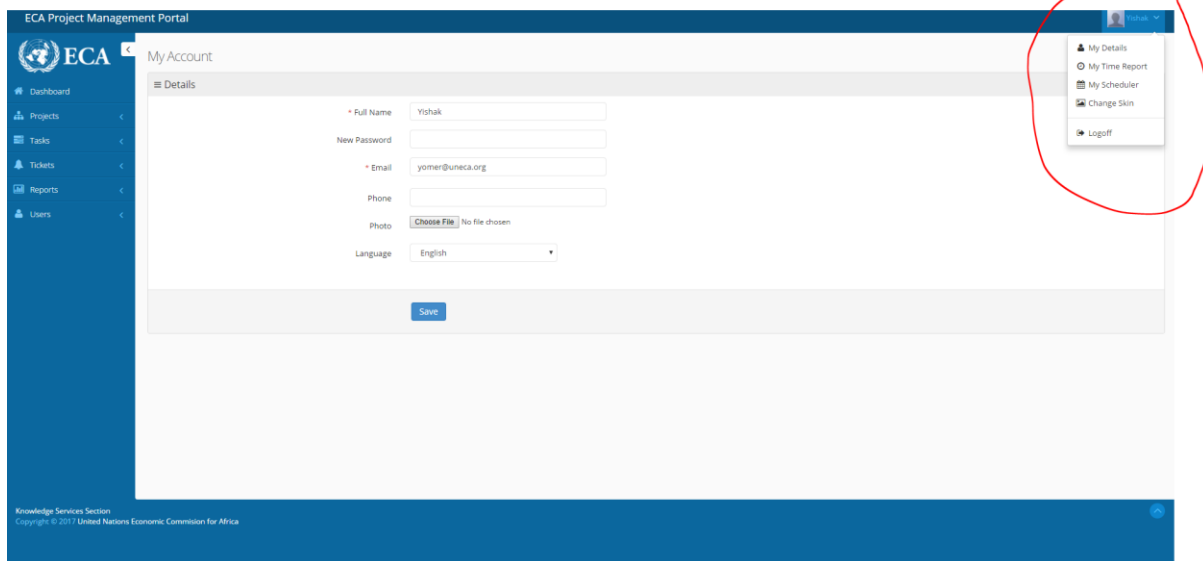 ECA Project Management Portal
Yishak
ECA
My Account
My Details
My Time Report
My Scheduler
Change Skin
Logoff
Dashboard
Projects
Tasks
Tickets
Reports
Users
Details
* Full Name Yishak
New Password
* Email yomer@uneca.org
Phone
Photo Choose File No file chosen
Language English
Save
Knowledge Services Section
Copyright © 2017 United Nations Economic Commision for Africa